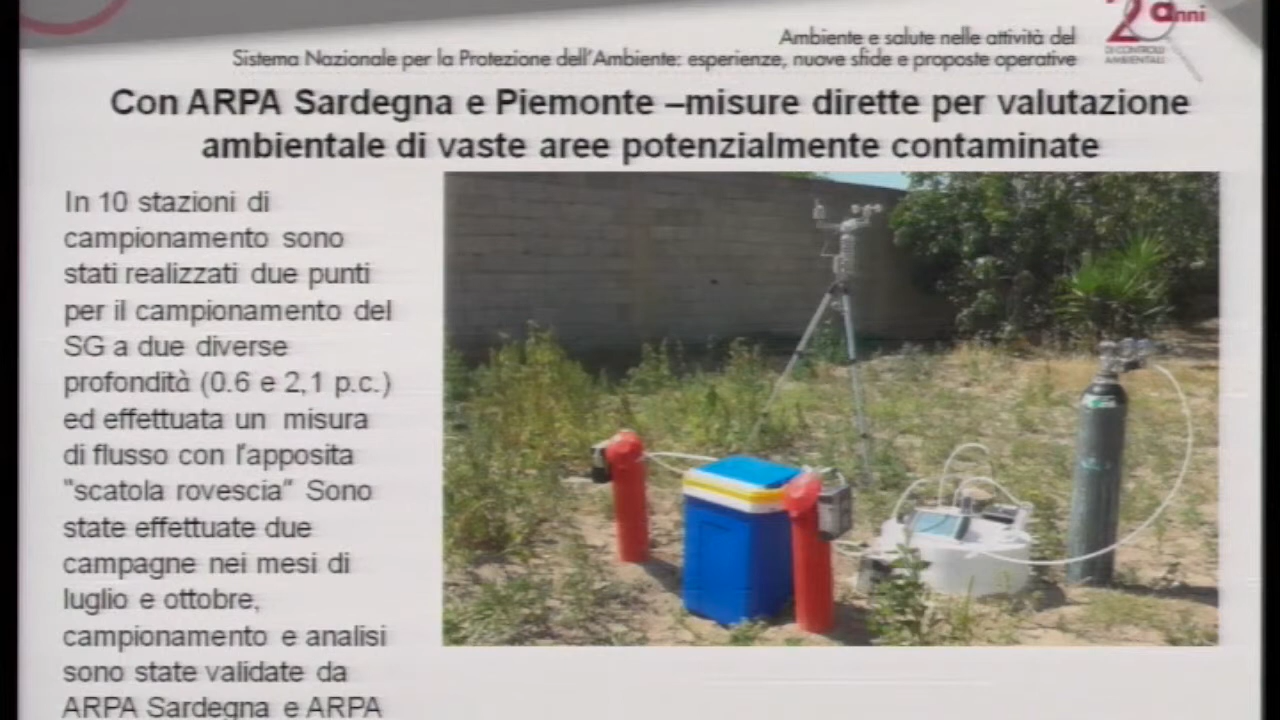 Ambiente e salute nelle attività del
Sistema Nazionale per la Protezione dell'Ambiente: esperienze, nuove sfide e proposte operative
20 anni
DI CONTROLLI
AMBIENTALI
Con ARPA Sardegna e Piemonte –misure dirette per valutazione
ambientale di vaste aree potenzialmente contaminate
In 10 stazioni di
campionamento sono
stati realizzati due punti
per il campionamento del
SG a due diverse
profondità (0.6 e 2,1 p.c.)
ed effettuata un misura
di flusso con l'apposita
"scatola rovescia" Sono
state effettuate due
campagne nei mesi di
luglio e ottobre,
campionamento e analisi
sono state validate da
ARPA Sardegna e ARPA